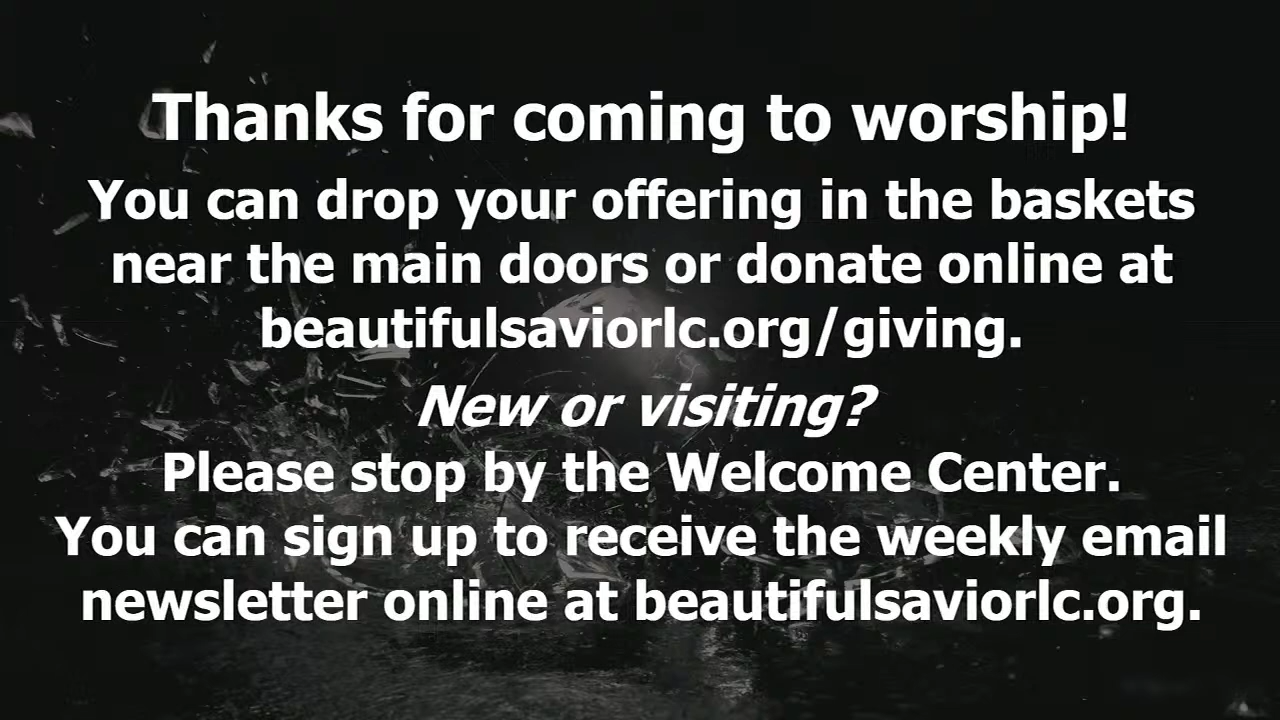 Thanks for coming to worship!
You can drop your offering in the baskets
near the main doors or donate online at
beautifulsaviorlc.org/giving.
New or visiting?
Please stop by the Welcome Center.
You can sign up to receive the weekly email
newsletter online at beautifulsaviorlc.org.